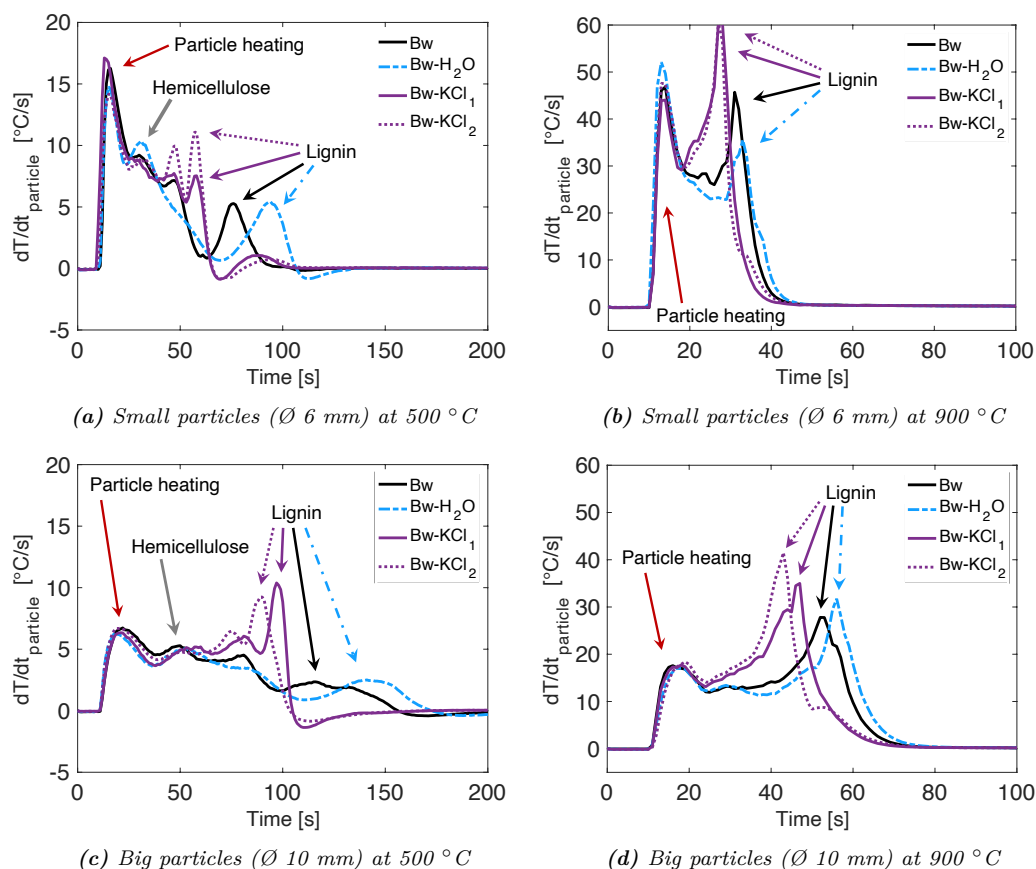 20
15
10
5
0
-5
dT/dt_particle [°C/s]
Particle heating
Hemicellulose
Lignin
Bw
Bw-H₂O
Bw-KCl₁
Bw-KCl₂
0 50 100 150 200
Time [s]
(a) Small particles (Ø 6 mm) at 500 °C
60
50
40
30
20
10
0
dT/dt_particle [°C/s]
Lignin
Particle heating
Bw
Bw-H₂O
Bw-KCl₁
Bw-KCl₂
0 20 40 60 80 100
Time [s]
(b) Small particles (Ø 6 mm) at 900 °C
20
15
10
5
0
-5
dT/dt_particle [°C/s]
Particle heating
Hemicellulose
Lignin
Bw
Bw-H₂O
Bw-KCl₁
Bw-KCl₂
0 50 100 150 200
Time [s]
(c) Big particles (Ø 10 mm) at 500 °C
60
50
40
30
20
10
0
dT/dt_particle [°C/s]
Particle heating
Lignin
Bw
Bw-H₂O
Bw-KCl₁
Bw-KCl₂
0 20 40 60 80 100
Time [s]
(d) Big particles (Ø 10 mm) at 900 °C